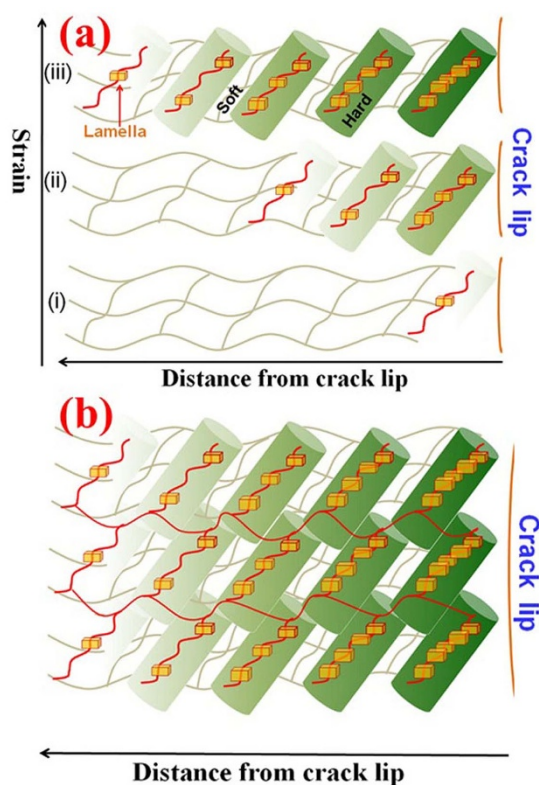 (a)
(iii)
Lamella
Soft
Hard
Strain
Crack lip
(ii)
(i)
Distance from crack lip
(b)
Crack lip
Distance from crack lip